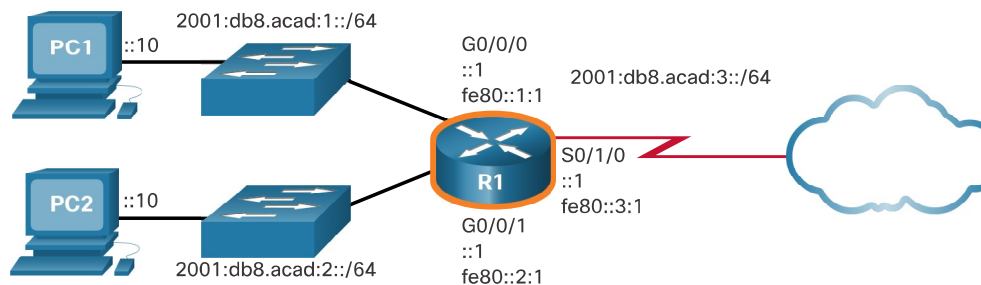 2001:db8.acad:1::/64
PC1
::10
G0/0/0
::1
fe80::1:1
2001:db8.acad:3::/64
R1
S0/1/0
::1
fe80::3:1
PC2
::10
G0/0/1
::1
fe80::2:1
2001:db8.acad:2::/64